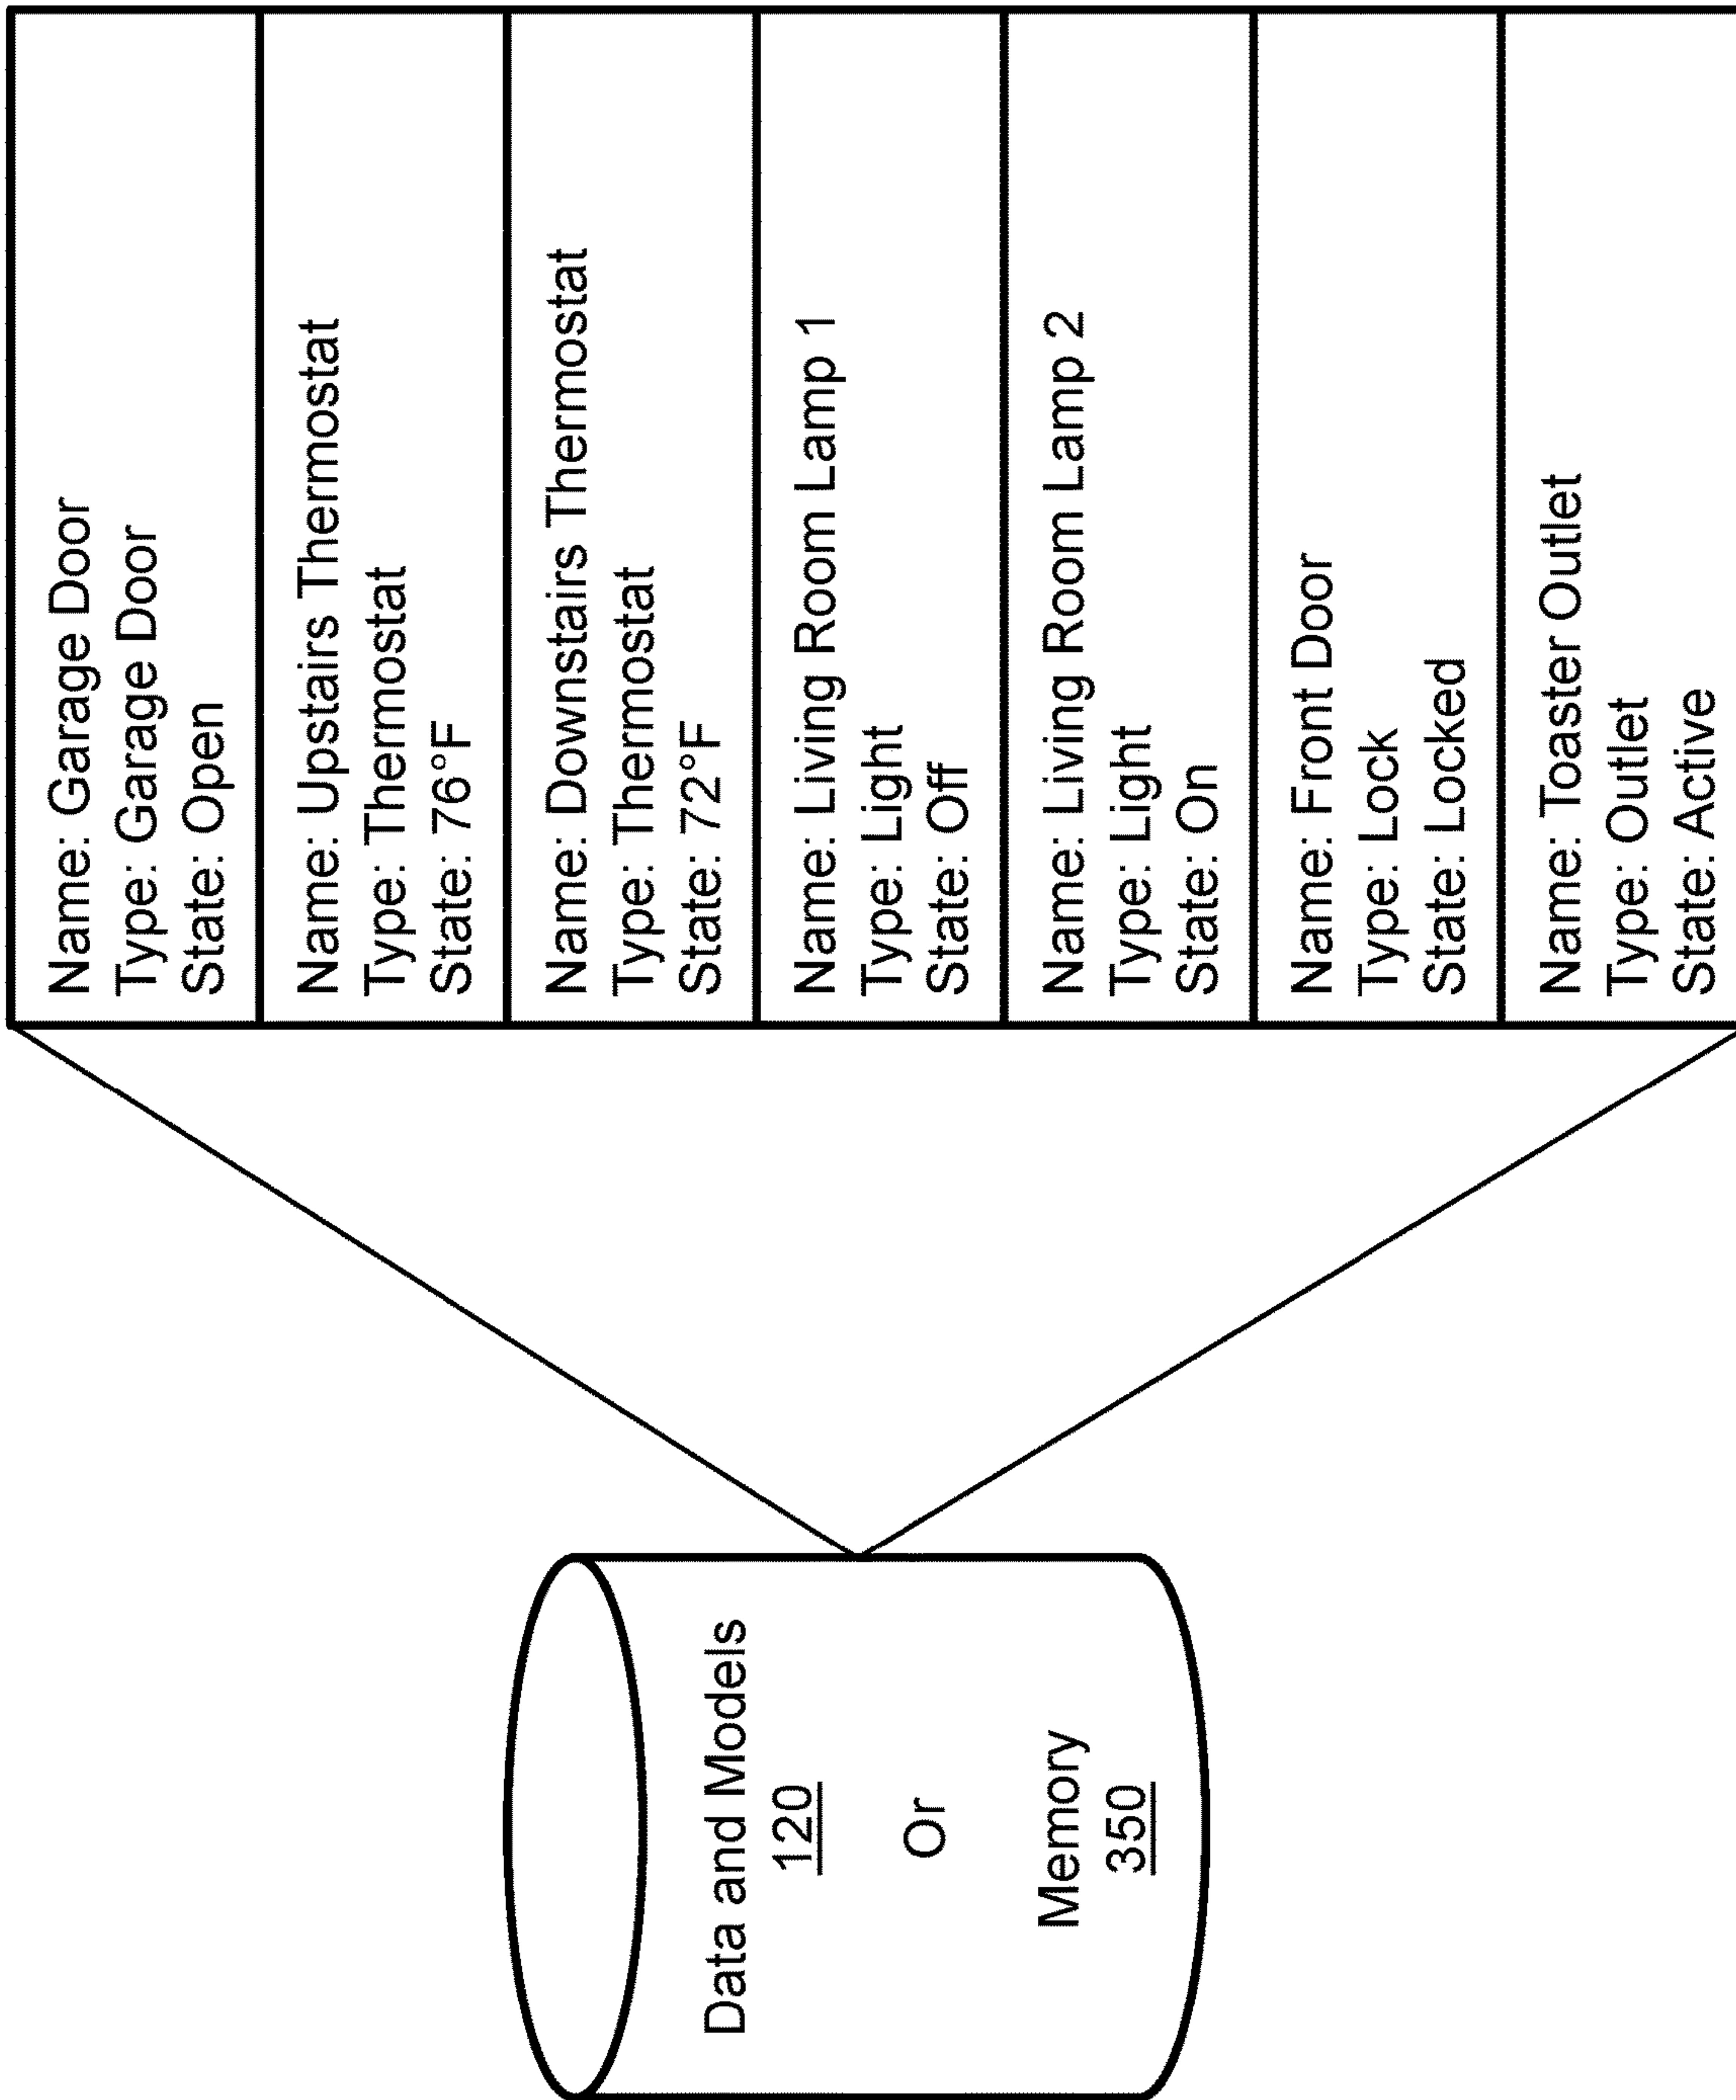 Data and Models
120
Or
Memory
350
Name: Garage Door
Type: Garage Door
State: Open
Name: Upstairs Thermostat
Type: Thermostat
State: 76°F
Name: Downstairs Thermostat
Type: Thermostat
State: 72°F
Name: Living Room Lamp 1
Type: Light
State: Off
Name: Living Room Lamp 2
Type: Light
State: On
Name: Front Door
Type: Lock
State: Locked
Name: Toaster Outlet
Type: Outlet
State: Active